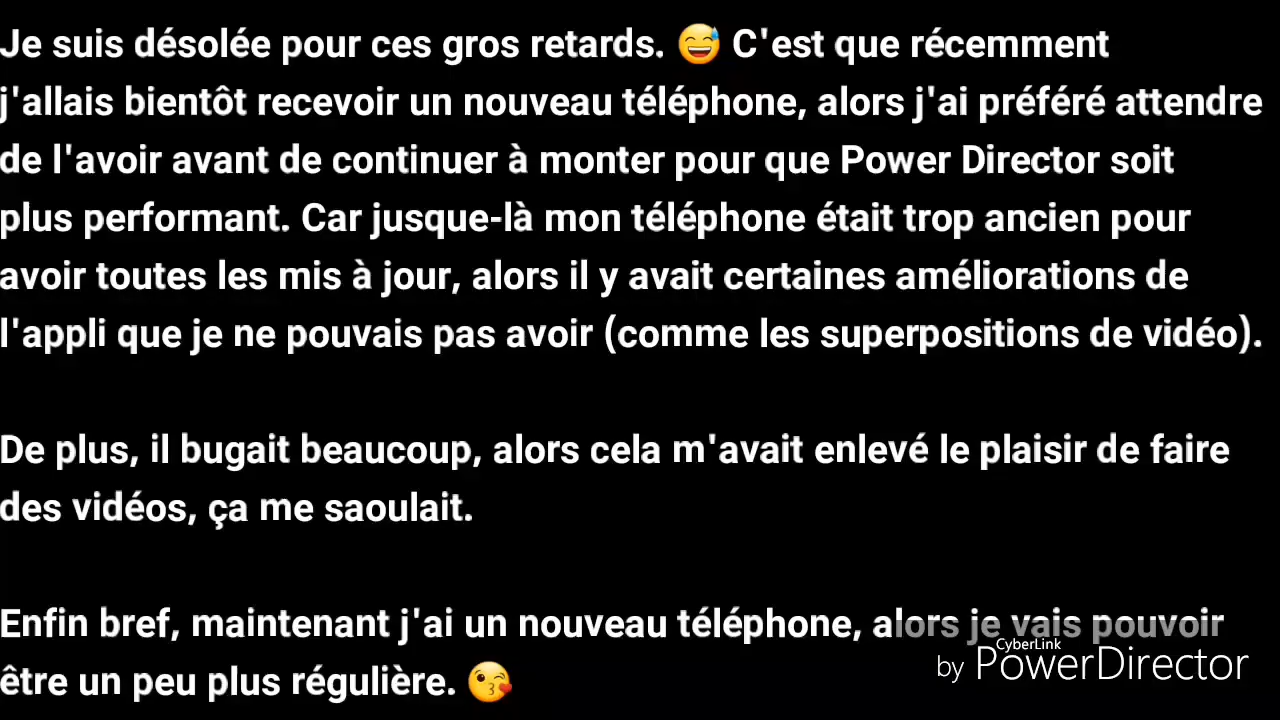 Je suis désolée pour ces gros retards. 😅 C'est que récemment
j'allais bientôt recevoir un nouveau téléphone, alors j'ai préféré attendre
de l'avoir avant de continuer à monter pour que Power Director soit
plus performant. Car jusque-là mon téléphone était trop ancien pour
avoir toutes les mis à jour, alors il y avait certaines améliorations de
l'appli que je ne pouvais pas avoir (comme les superpositions de vidéo).
De plus, il bugait beaucoup, alors cela m'avait enlevé le plaisir de faire
des vidéos, ça me saoulait.
Enfin bref, maintenant j'ai un nouveau téléphone, alors je vais pouvoir
être un peu plus régulière. 😘
CyberLink
by PowerDirector